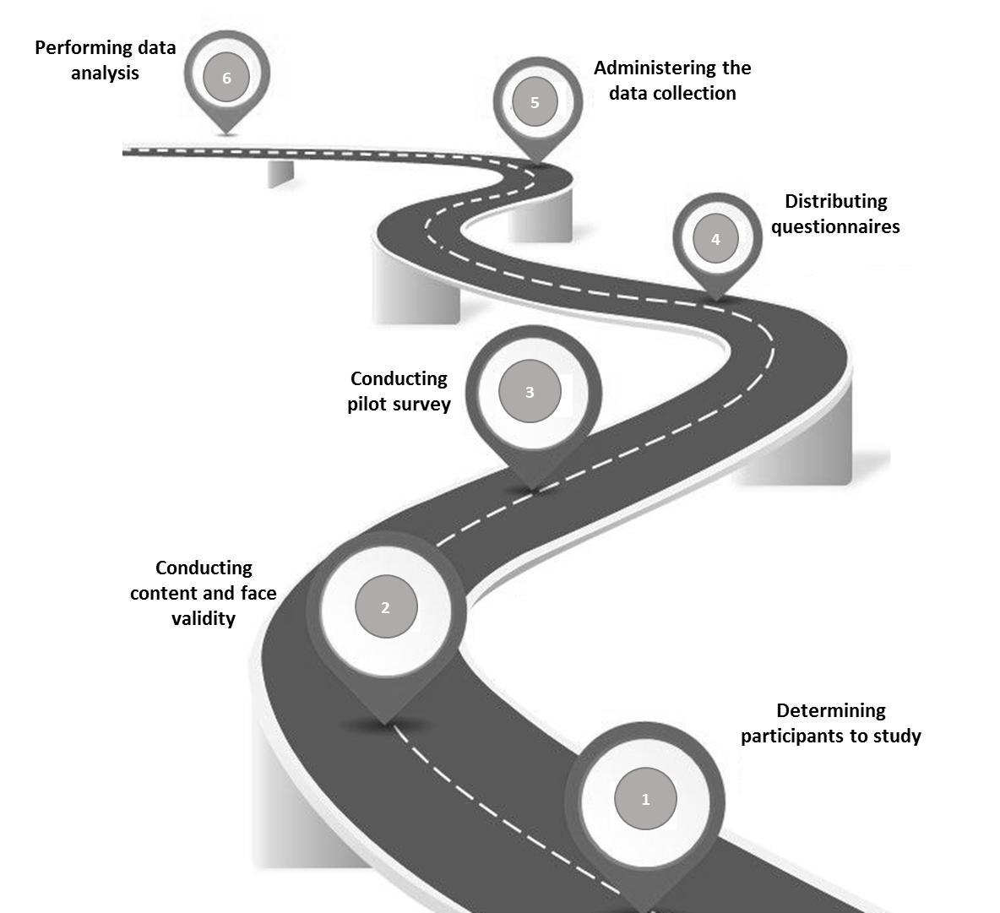 Performing data
analysis
6
5
Administering the
data collection
4
Distributing
questionnaires
Conducting
pilot survey
3
Conducting
content and face
validity
2
Determining
participants to study
1